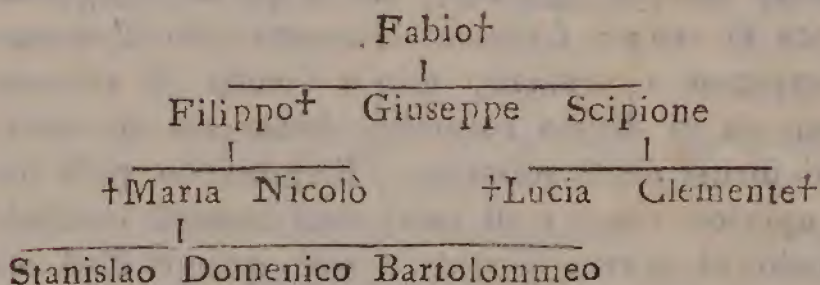 Fabio†
Filippo† Giuseppe Scipione
†Maria Nicolò †Lucia Clemente†
Stanislao Domenico Bartolommeo